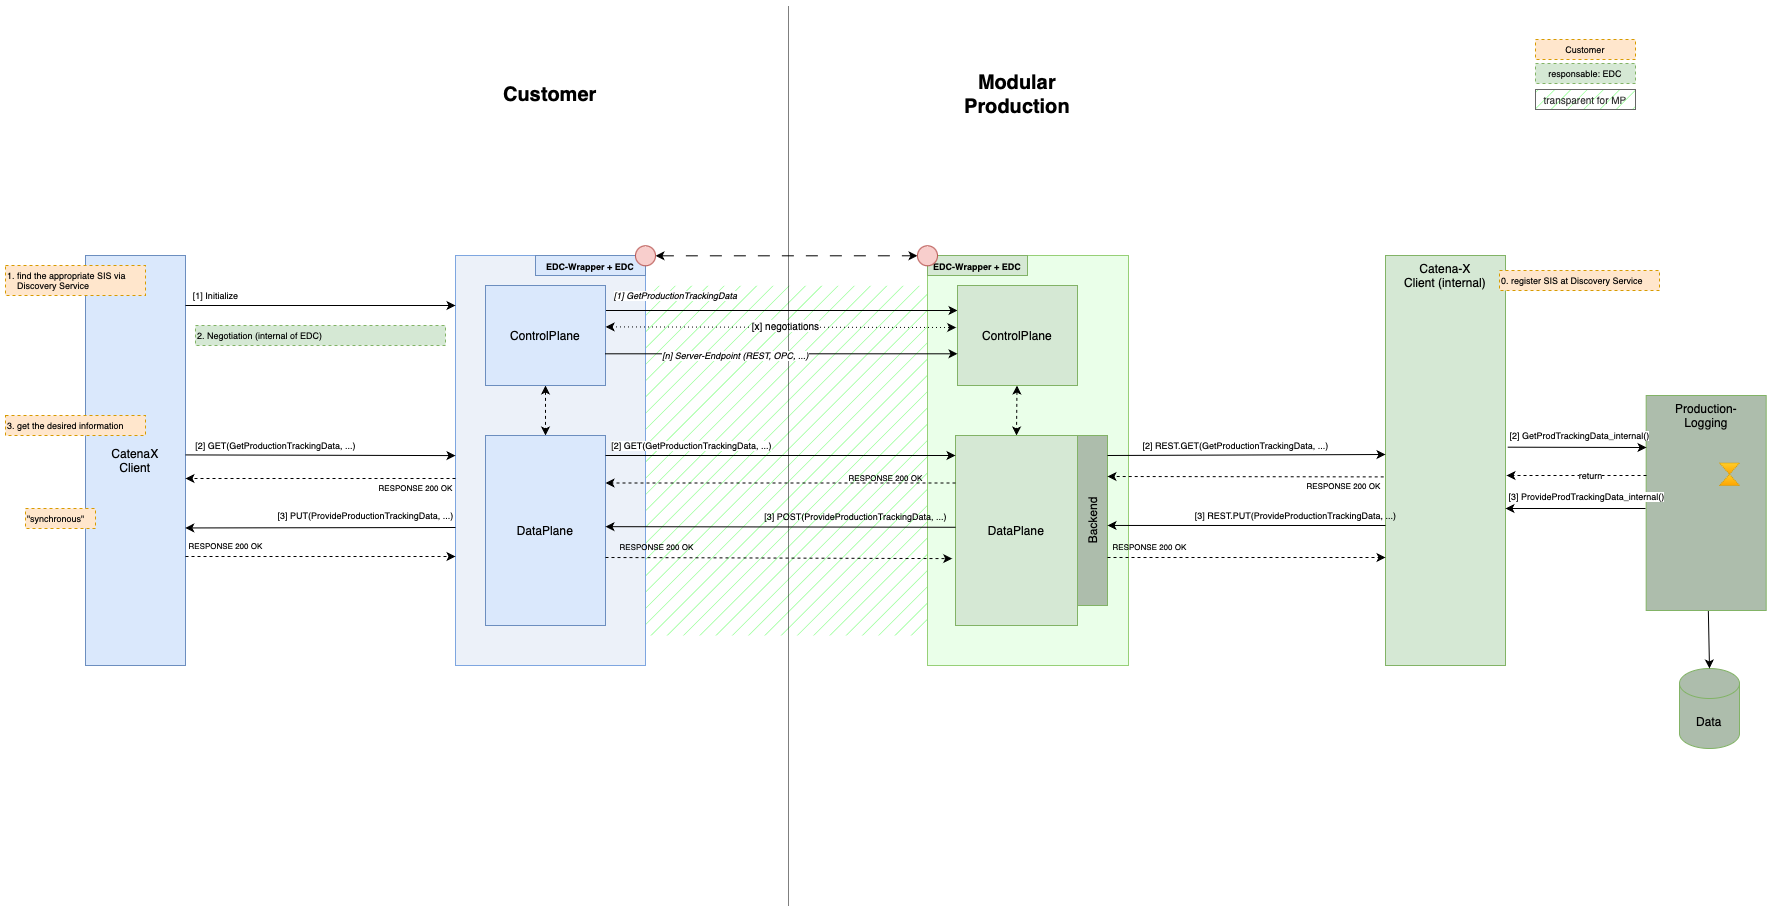 Customer
responsable: EDC
transparent for MP
Customer
Modular
Production
EDC-Wrapper + EDC
EDC-Wrapper + EDC
1. find the appropriate SIS via
Discovery Service
[1] Initialize
2. Negotiation (internal of EDC)
ControlPlane
[1] GetProductionTrackingData
[x] negotiations
[n] Server-Endpoint (REST, OPC, ...)
ControlPlane
Catena-X
Client (internal)
0. register SIS at Discovery Service
3. get the desired information
CatenaX
Client
[2] GET(GetProductionTrackingData, ...)
RESPONSE 200 OK
"synchronous"
[3] PUT(ProvideProductionTrackingData, ...)
RESPONSE 200 OK
DataPlane
[2] GET(GetProductionTrackingData, ...)
RESPONSE 200 OK
[3] POST(ProvideProductionTrackingData, ...)
RESPONSE 200 OK
DataPlane
Backend
[2] REST.GET(GetProductionTrackingData, ...)
RESPONSE 200 OK
[3] REST.PUT(ProvideProductionTrackingData, ...)
RESPONSE 200 OK
Production-
Logging
[2] GetProdTrackingData_internal()
return
[3] ProvideProdTrackingData_internal()
Data